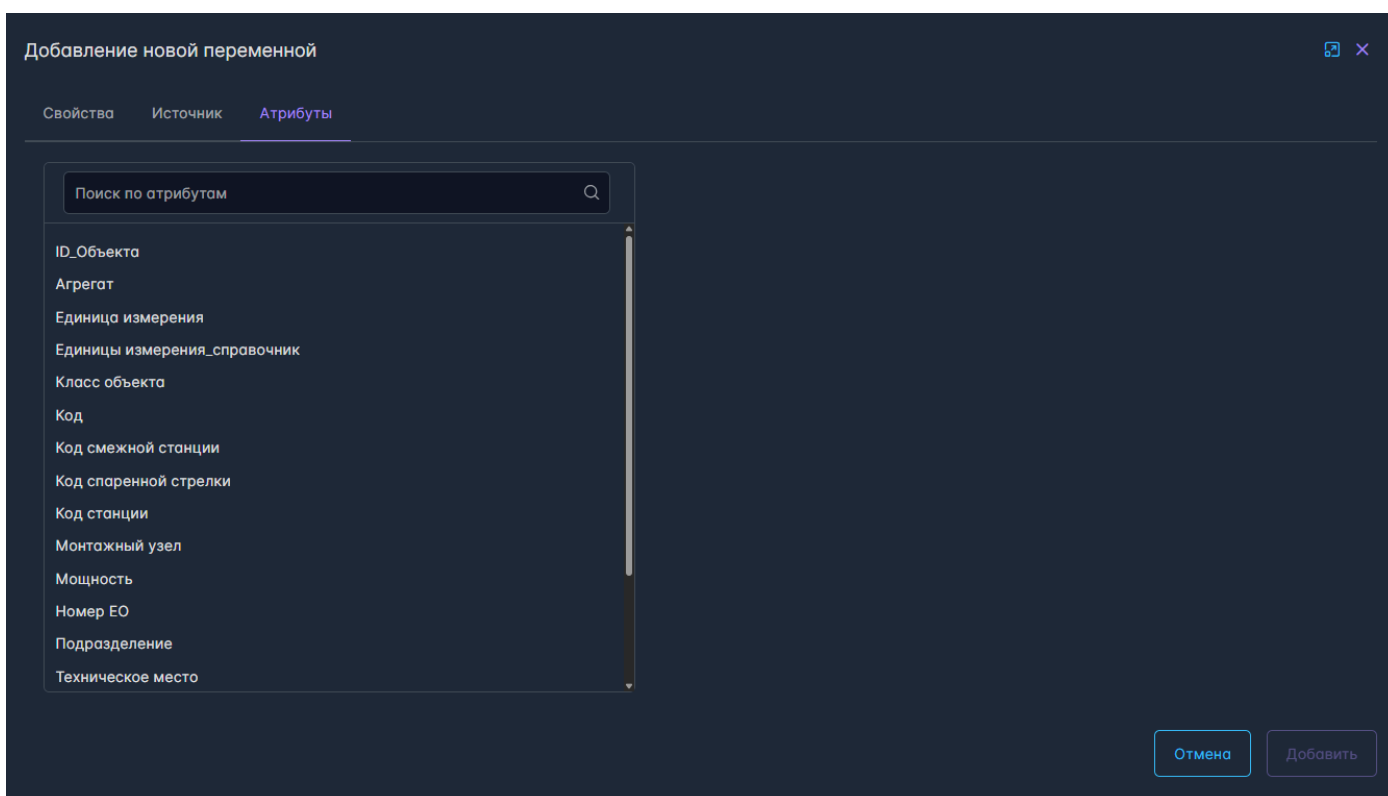 Добавление новой переменной
Свойства Источник Атрибуты
Поиск по атрибутам
ID_Объекта
Агрегат
Единица измерения
Единицы измерения_справочник
Класс объекта
Код
Код смежной станции
Код спаренной стрелки
Код станции
Монтажный узел
Мощность
Номер ЕО
Подразделение
Техническое место
Отмена Добавить